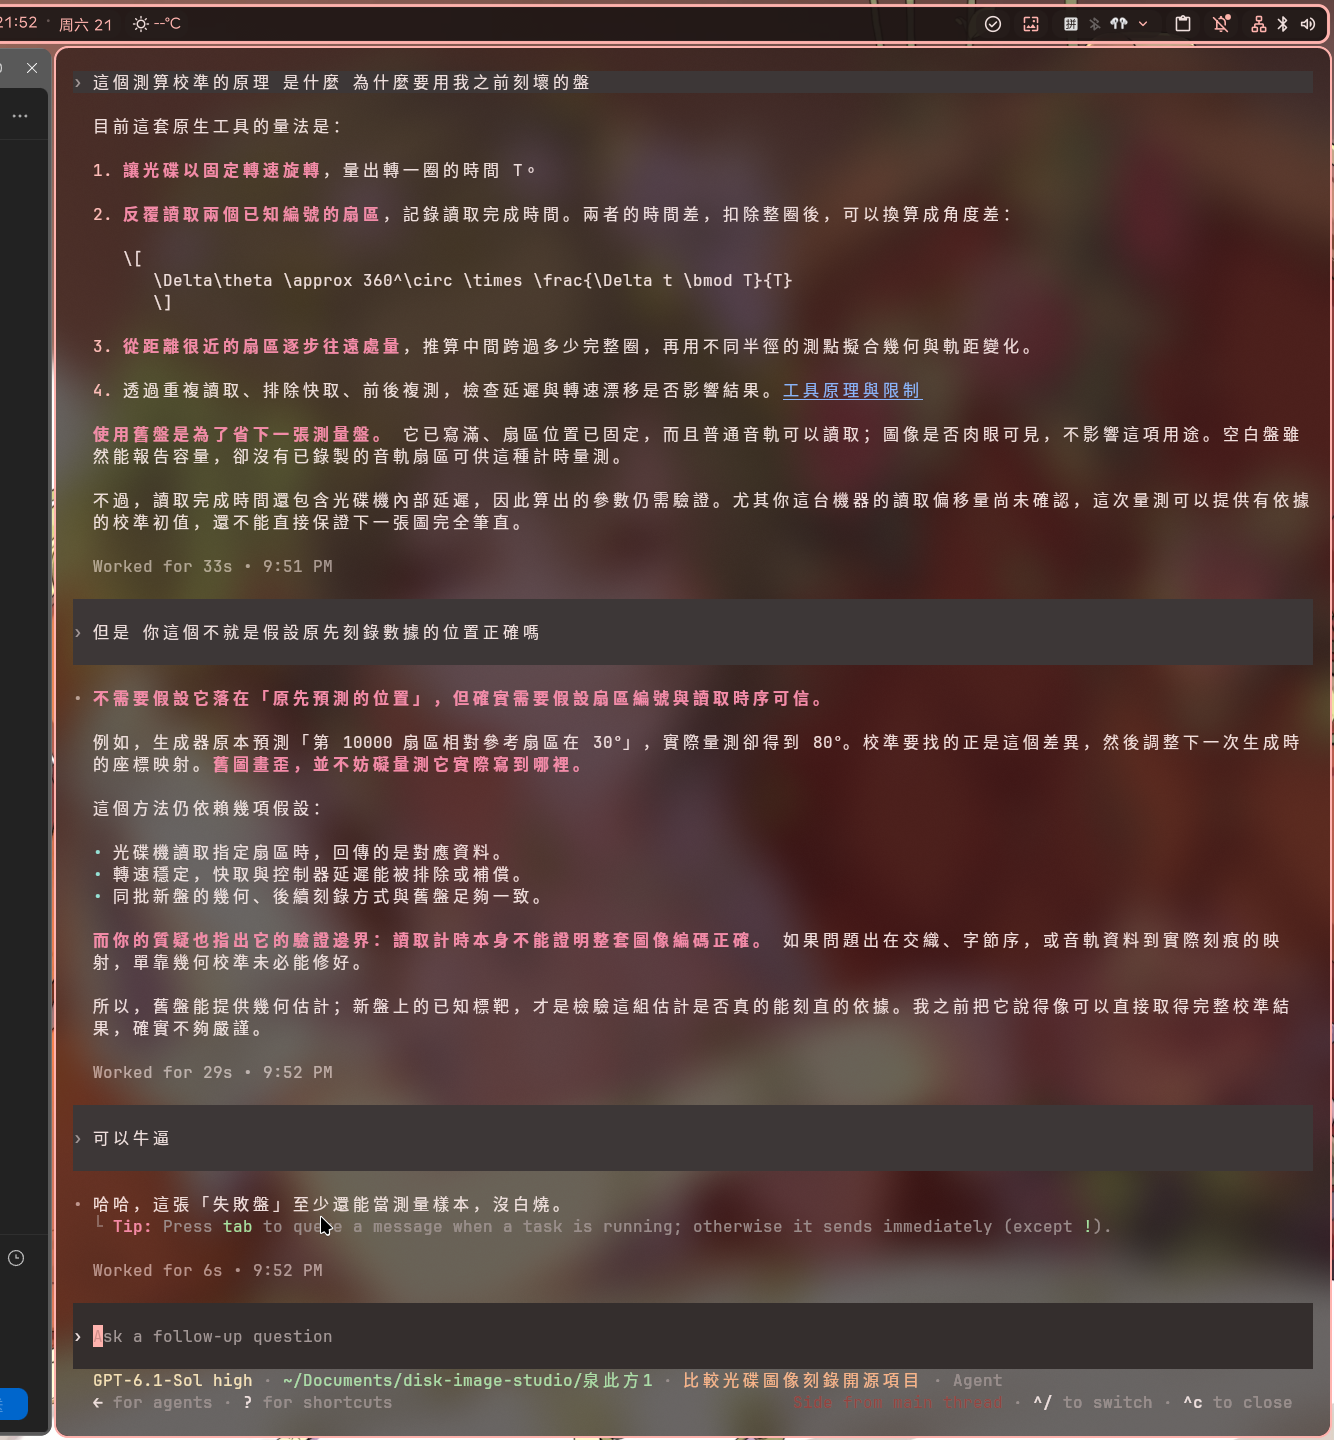 21:52 · 周六 21 --°C
› 這個測算校準的原理 是什麼 為什麼要用我之前刻壞的盤
目前這套原生工具的量法是：
1. 讓光碟以固定轉速旋轉，量出轉一圈的時間 T。
2. 反覆讀取兩個已知編號的扇區，記錄讀取完成時間。兩者的時間差，扣除整圈後，可以換算成角度差：
\[
\Delta\theta \approx 360^\circ \times \frac{\Delta t \bmod T}{T}
\]
3. 從距離很近的扇區逐步往遠處量，推算中間跨過多少完整圈，再用不同半徑的測點擬合幾何與軌距變化。
4. 透過重複讀取、排除快取、前後複測，檢查延遲與轉速漂移是否影響結果。工具原理與限制
使用舊盤是為了省下一張測量盤。 它已寫滿、扇區位置已固定，而且普通音軌可以讀取；圖像是否肉眼可見，不影響這項用途。空白盤雖
然能報告容量，卻沒有已錄製的音軌扇區可供這種計時量測。
不過，讀取完成時間還包含光碟機內部延遲，因此算出的參數仍需驗證。尤其你這台機器的讀取偏移量尚未確認，這次量測可以提供有依據
的校準初值，還不能直接保證下一張圖完全筆直。
Worked for 33s • 9:51 PM
› 但是 你這個不就是假設原先刻錄數據的位置正確嗎
• 不需要假設它落在「原先預測的位置」，但確實需要假設扇區編號與讀取時序可信。
例如，生成器原本預測「第 10000 扇區相對參考扇區在 30°」，實際量測卻得到 80°。校準要找的正是這個差異，然後調整下一次生成時
的座標映射。舊圖畫歪，並不妨礙量測它實際寫到哪裡。
這個方法仍依賴幾項假設：
• 光碟機讀取指定扇區時，回傳的是對應資料。
• 轉速穩定，快取與控制器延遲能被排除或補償。
• 同批新盤的幾何、後續刻錄方式與舊盤足夠一致。
而你的質疑也指出它的驗證邊界：讀取計時本身不能證明整套圖像編碼正確。 如果問題出在交織、字節序，或音軌資料到實際刻痕的映
射，單靠幾何校準未必能修好。
所以，舊盤能提供幾何估計；新盤上的已知標靶，才是檢驗這組估計是否真的能刻直的依據。我之前把它說得像可以直接取得完整校準結
果，確實不夠嚴謹。
Worked for 29s • 9:52 PM
› 可以牛逼
• 哈哈，這張「失敗盤」至少還能當測量樣本，沒白燒。
└ Tip: Press tab to queue a message when a task is running; otherwise it sends immediately (except !).
Worked for 6s • 9:52 PM
› Ask a follow-up question
GPT-6.1-Sol high · ~/Documents/disk-image-studio/泉此方1 · 比較光碟圖像刻錄開源項目 · Agent
← for agents · ? for shortcuts Side from main thread · ^/ to switch · ^c to close